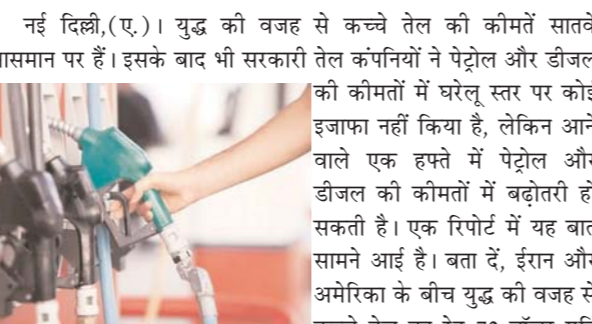 नई दिल्ली,(ए.)। युद्ध की वजह से कच्चे तेल की कीमतें सातवे
आसमान पर हैं। इसके बाद भी सरकारी तेल कंपनियों ने पेट्रोल और डीजल
की कीमतों में घरेलू स्तर पर कोई
इजाफा नहीं किया है, लेकिन आने
वाले एक हफ्ते में पेट्रोल और
डीजल की कीमतों में बढ़ोतरी हो
सकती है। एक रिपोर्ट में यह बात
सामने आई है। बता दें, ईरान और
अमेरिका के बीच युद्ध की वजह से